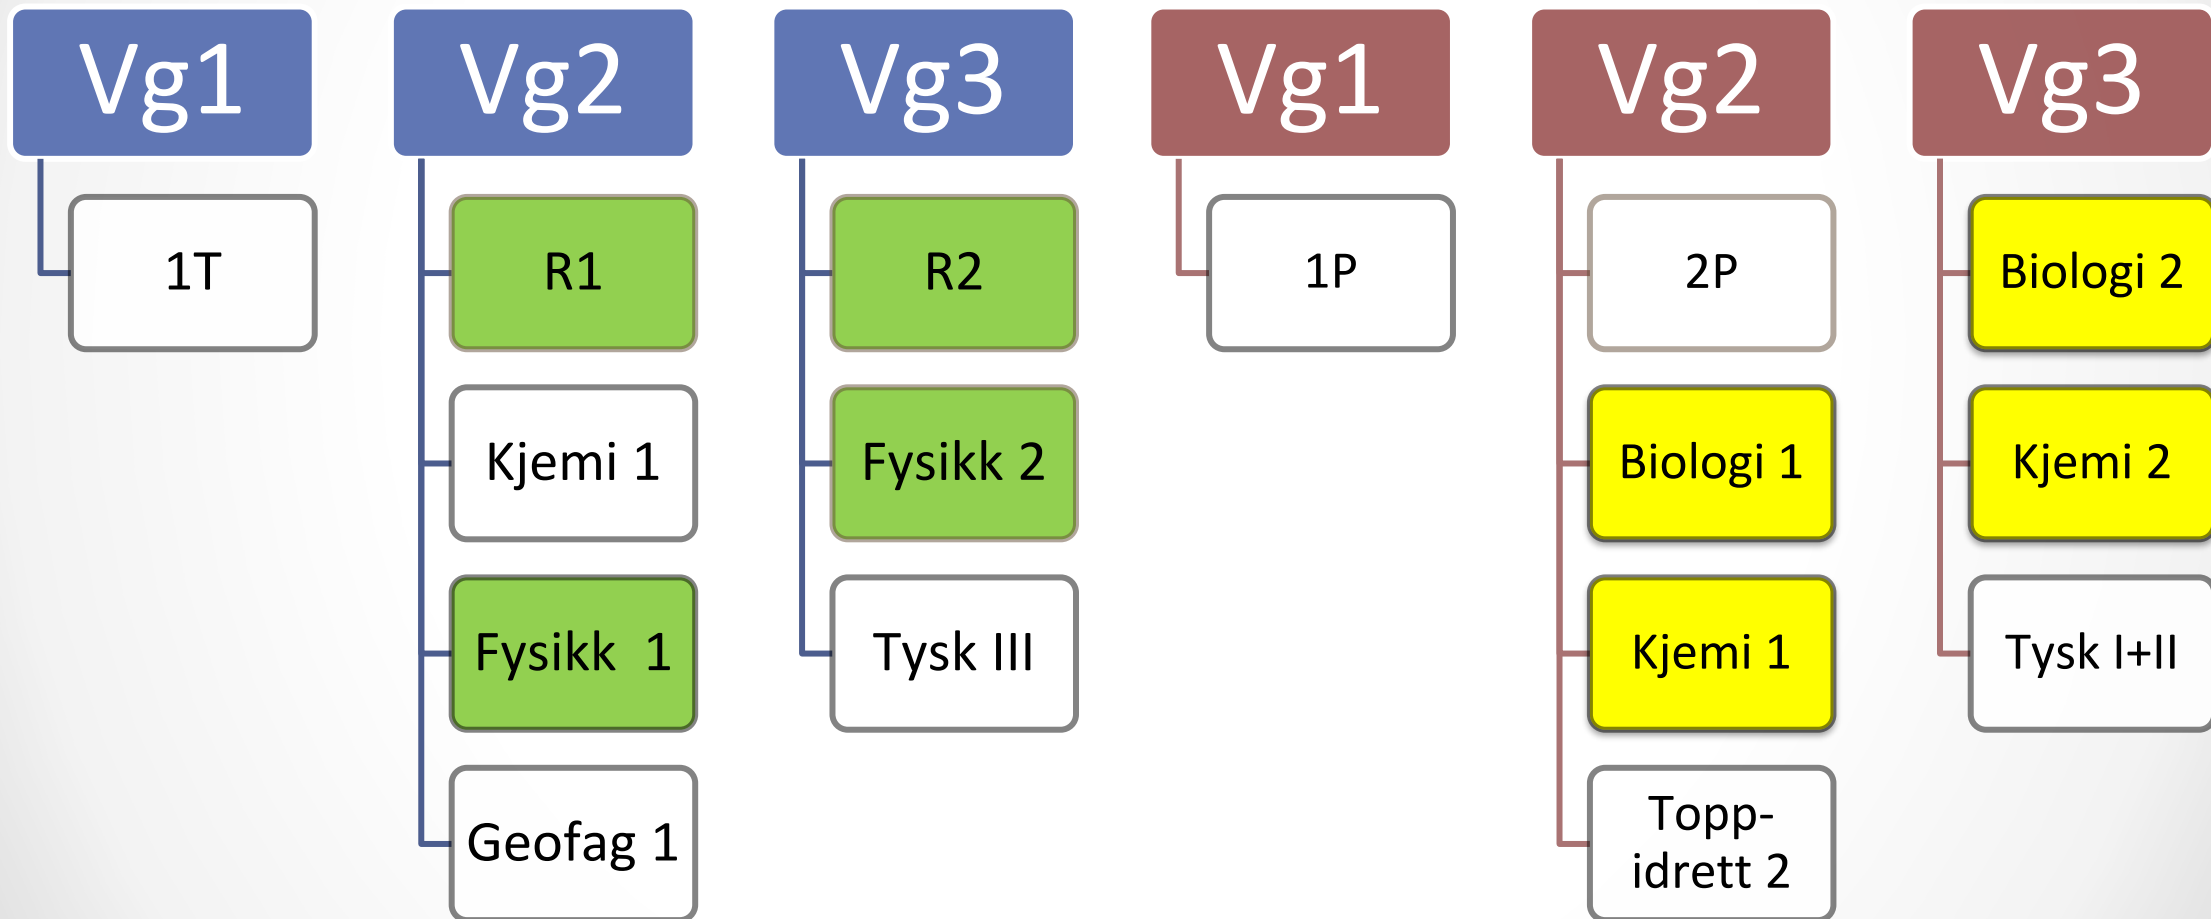 Vg1
1T
Vg2
R1
Kjemi 1
Fysikk 1
Geofag 1
Vg3
R2
Fysikk 2
Tysk III
Vg1
1P
Vg2
2P
Biologi 1
Kjemi 1
Topp-
idrett 2
Vg3
Biologi 2
Kjemi 2
Tysk I+II